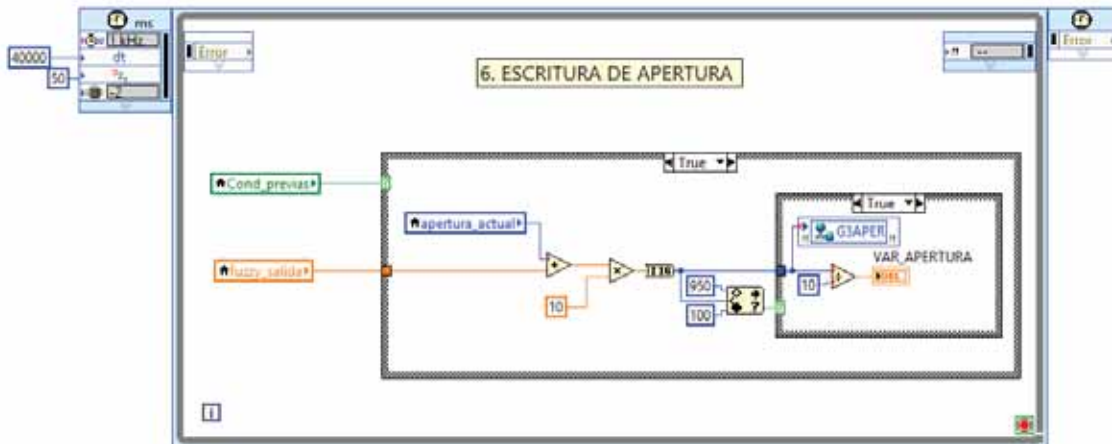 ms
1 kHz
40000
dt
50
-2
Error
--
Error
6. ESCRITURA DE APERTURA
True
Cond_previas
True
apertura_actual
G3APER
VAR_APERTURA
fuzzy_salida
10
I16
950
100
10
DBL
i